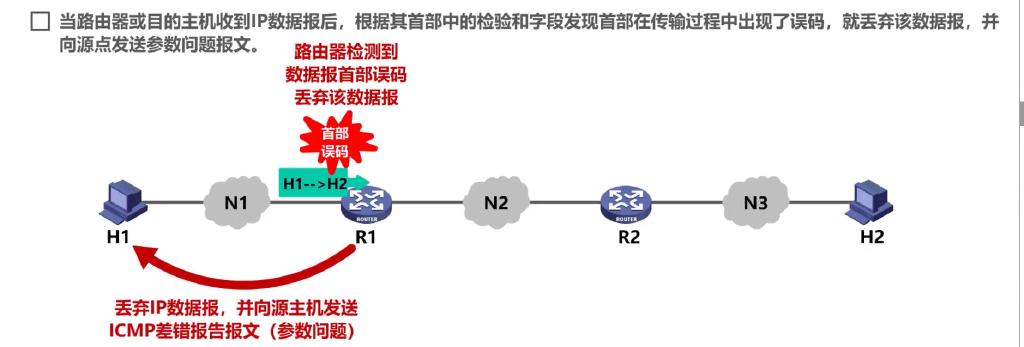 当路由器或目的主机收到IP数据报后，根据其首部中的检验和字段发现首部在传输过程中出现了误码，就丢弃该数据报，并
向源点发送参数问题报文。
路由器检测到
数据报首部误码
丢弃该数据报
首部
误码
H1-->H2
N1
N2
N3
ROUTER
ROUTER
H1
R1
R2
H2
丢弃IP数据报，并向源主机发送
ICMP差错报告报文（参数问题）